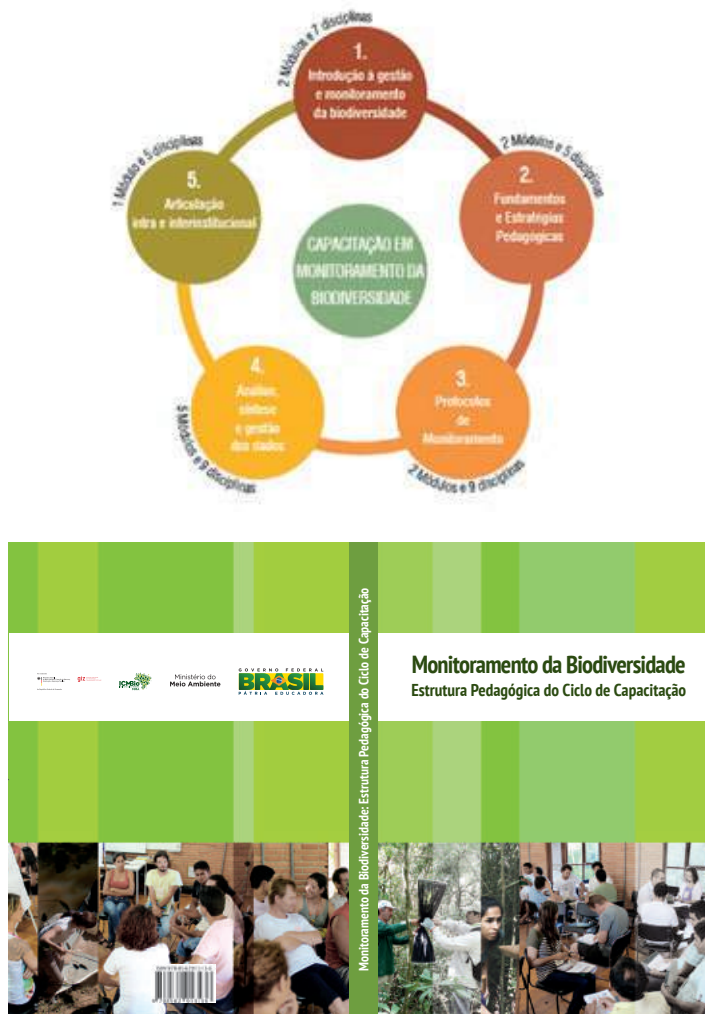 2 Módulos e 7 disciplinas
1.
Introdução à gestão
e monitoramento
da biodiversidade
2 Módulos e 5 disciplinas
2.
Fundamentos
e Estratégias
Pedagógicas
1 Módulo e 5 disciplinas
5.
Articulação
intra e interinstitucional
CAPACITAÇÃO EM
MONITORAMENTO DA
BIODIVERSIDADE
4.
Análise,
síntese
e gestão
dos dados
5 Módulos e 9 disciplinas
3.
Protocolos
de
Monitoramento
2 Módulos e 9 disciplinas
giz
ICMBio
Ministério do
Meio Ambiente
GOVERNO FEDERAL
BRASIL
PÁTRIA EDUCADORA
Monitoramento da Biodiversidade: Estrutura Pedagógica do Ciclo de Capacitação
Monitoramento da Biodiversidade
Estrutura Pedagógica do Ciclo de Capacitação